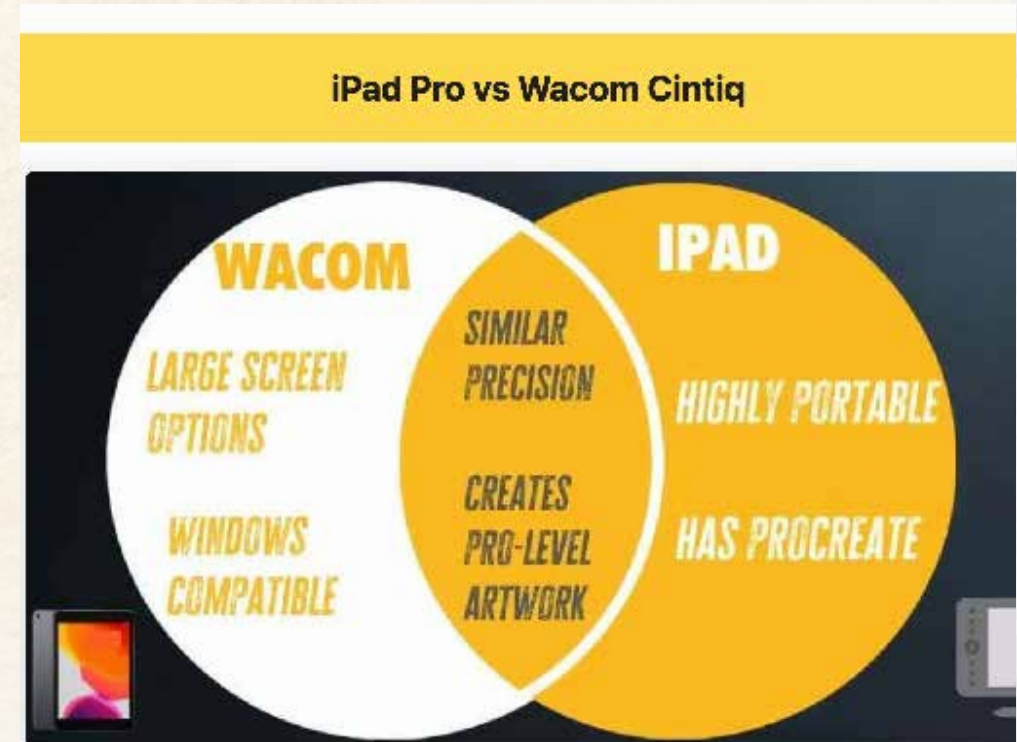 iPad Pro vs Wacom Cintiq
WACOM
LARGE SCREEN
OPTIONS
WINDOWS
COMPATIBLE
SIMILAR
PRECISION
CREATES
PRO-LEVEL
ARTWORK
IPAD
HIGHLY PORTABLE
HAS PROCREATE